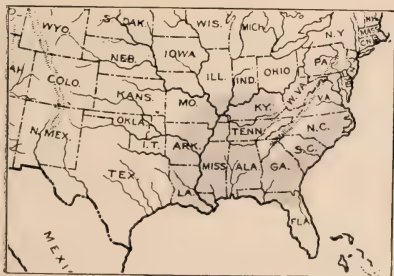 WYO.
S. DAK.
WIS.
MICH.
N.Y.
N.H.
MASS.
NEB.
IOWA
ILL.
IND.
OHIO
PA.
COLO.
KANS.
MO.
KY.
W.VA.
VA.
OKLA.
I.T.
ARK.
TENN.
N.C.
S.C.
N. MEX.
TEX.
LA.
MISS.
ALA.
GA.
FLA.
MEXI-